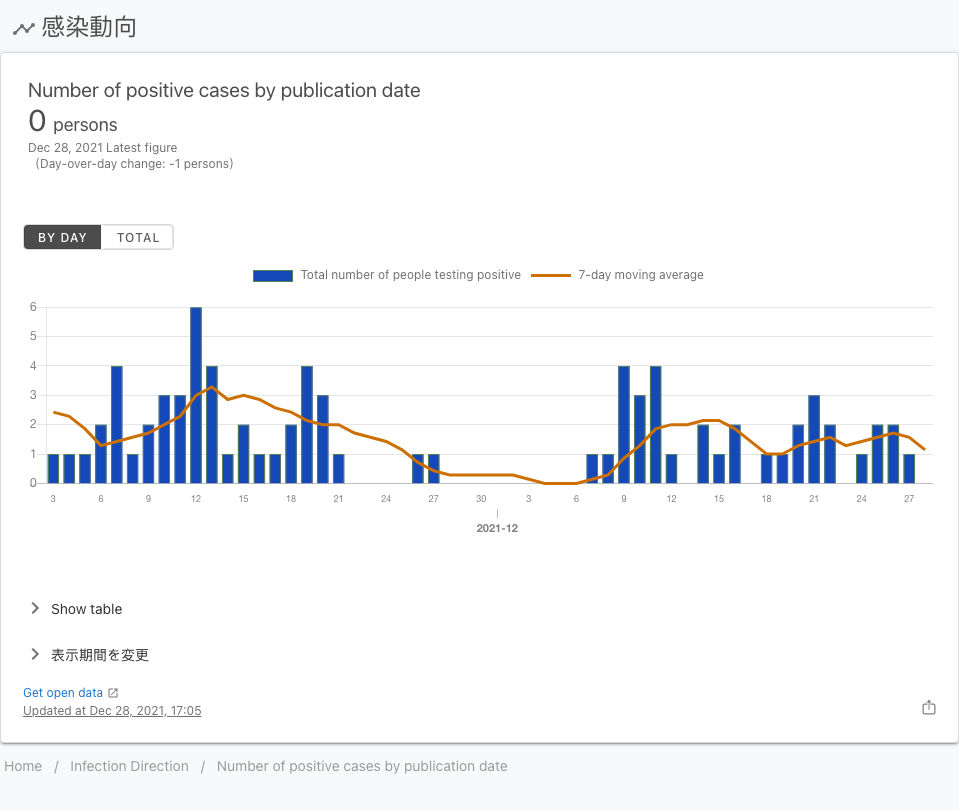 感染動向
Number of positive cases by publication date
0 persons
Dec 28, 2021 Latest figure
（Day-over-day change: -1 persons）
BY DAY TOTAL
Total number of people testing positive 7-day moving average
6
5
4
3
2
1
0
3 6 9 12 15 18 21 24 27 30 3 6 9 12 15 18 21 24 27
2021-12
Show table
表示期間を変更
Get open data
Updated at Dec 28, 2021, 17:05
Home / Infection Direction / Number of positive cases by publication date